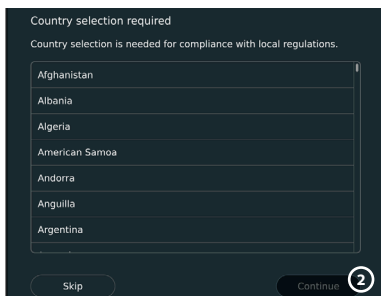 Country selection required
Country selection is needed for compliance with local regulations.
Afghanistan
Albania
Algeria
American Samoa
Andorra
Anguilla
Argentina
Skip
Continue
2